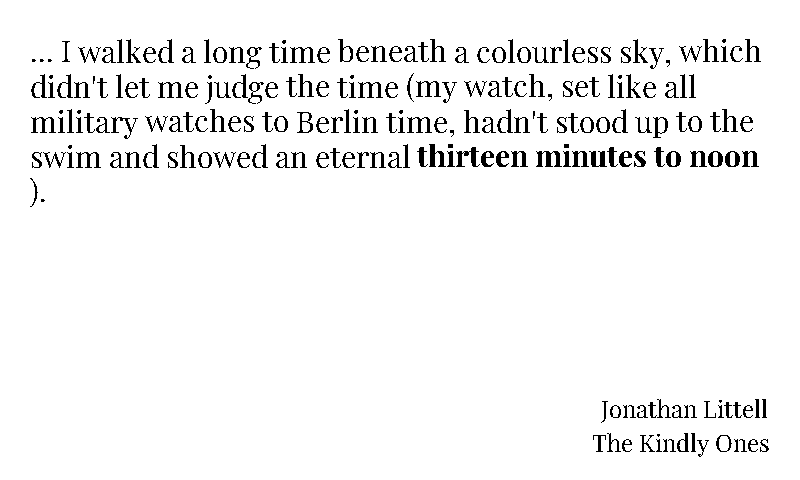 ... I walked a long time beneath a colourless sky, which
didn't let me judge the time (my watch, set like all
military watches to Berlin time, hadn't stood up to the
swim and showed an eternal thirteen minutes to noon
).
Jonathan Littell
The Kindly Ones